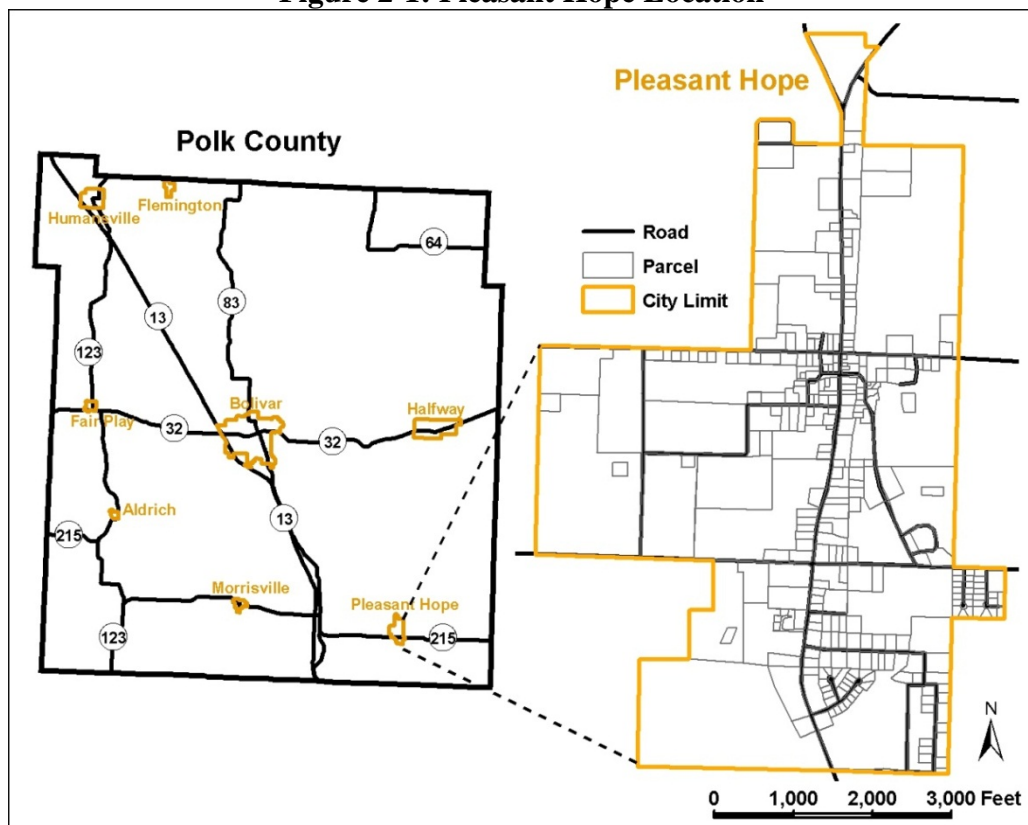 Figure 2-1: Pleasant Hope Location
Pleasant Hope
Polk County
Humansville
Flemington
64
Road
Parcel
City Limit
83
13
123
Fair Play
Bolivar
Halfway
32
32
Aldrich
13
215
Morrisville
Pleasant Hope
123
215
N
0 1,000 2,000 3,000 Feet